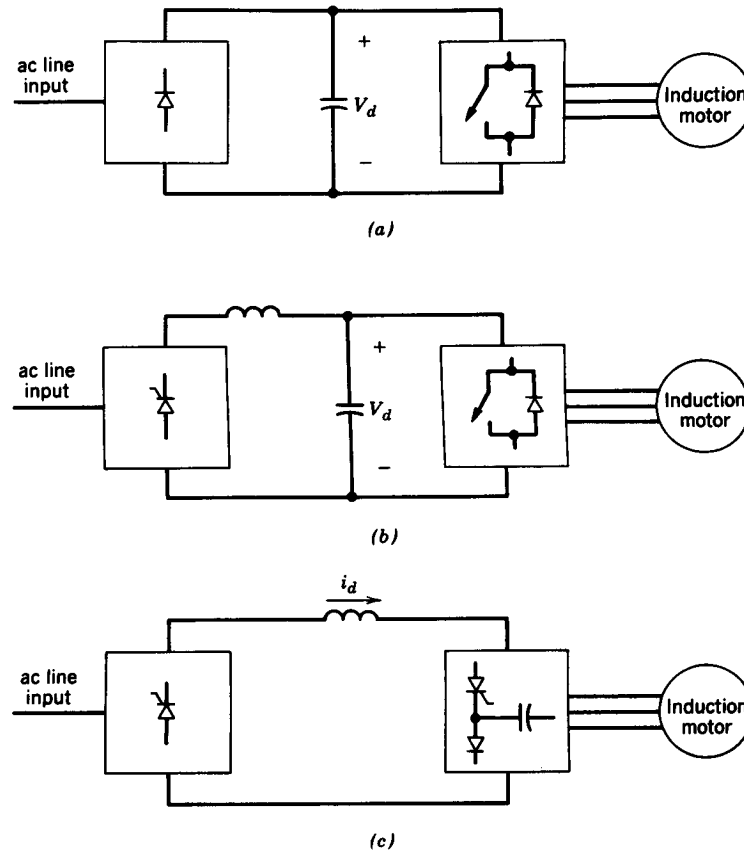 ac line
input
+
V_d
−
Induction
motor
(a)
ac line
input
+
V_d
−
Induction
motor
(b)
i_d
ac line
input
Induction
motor
(c)